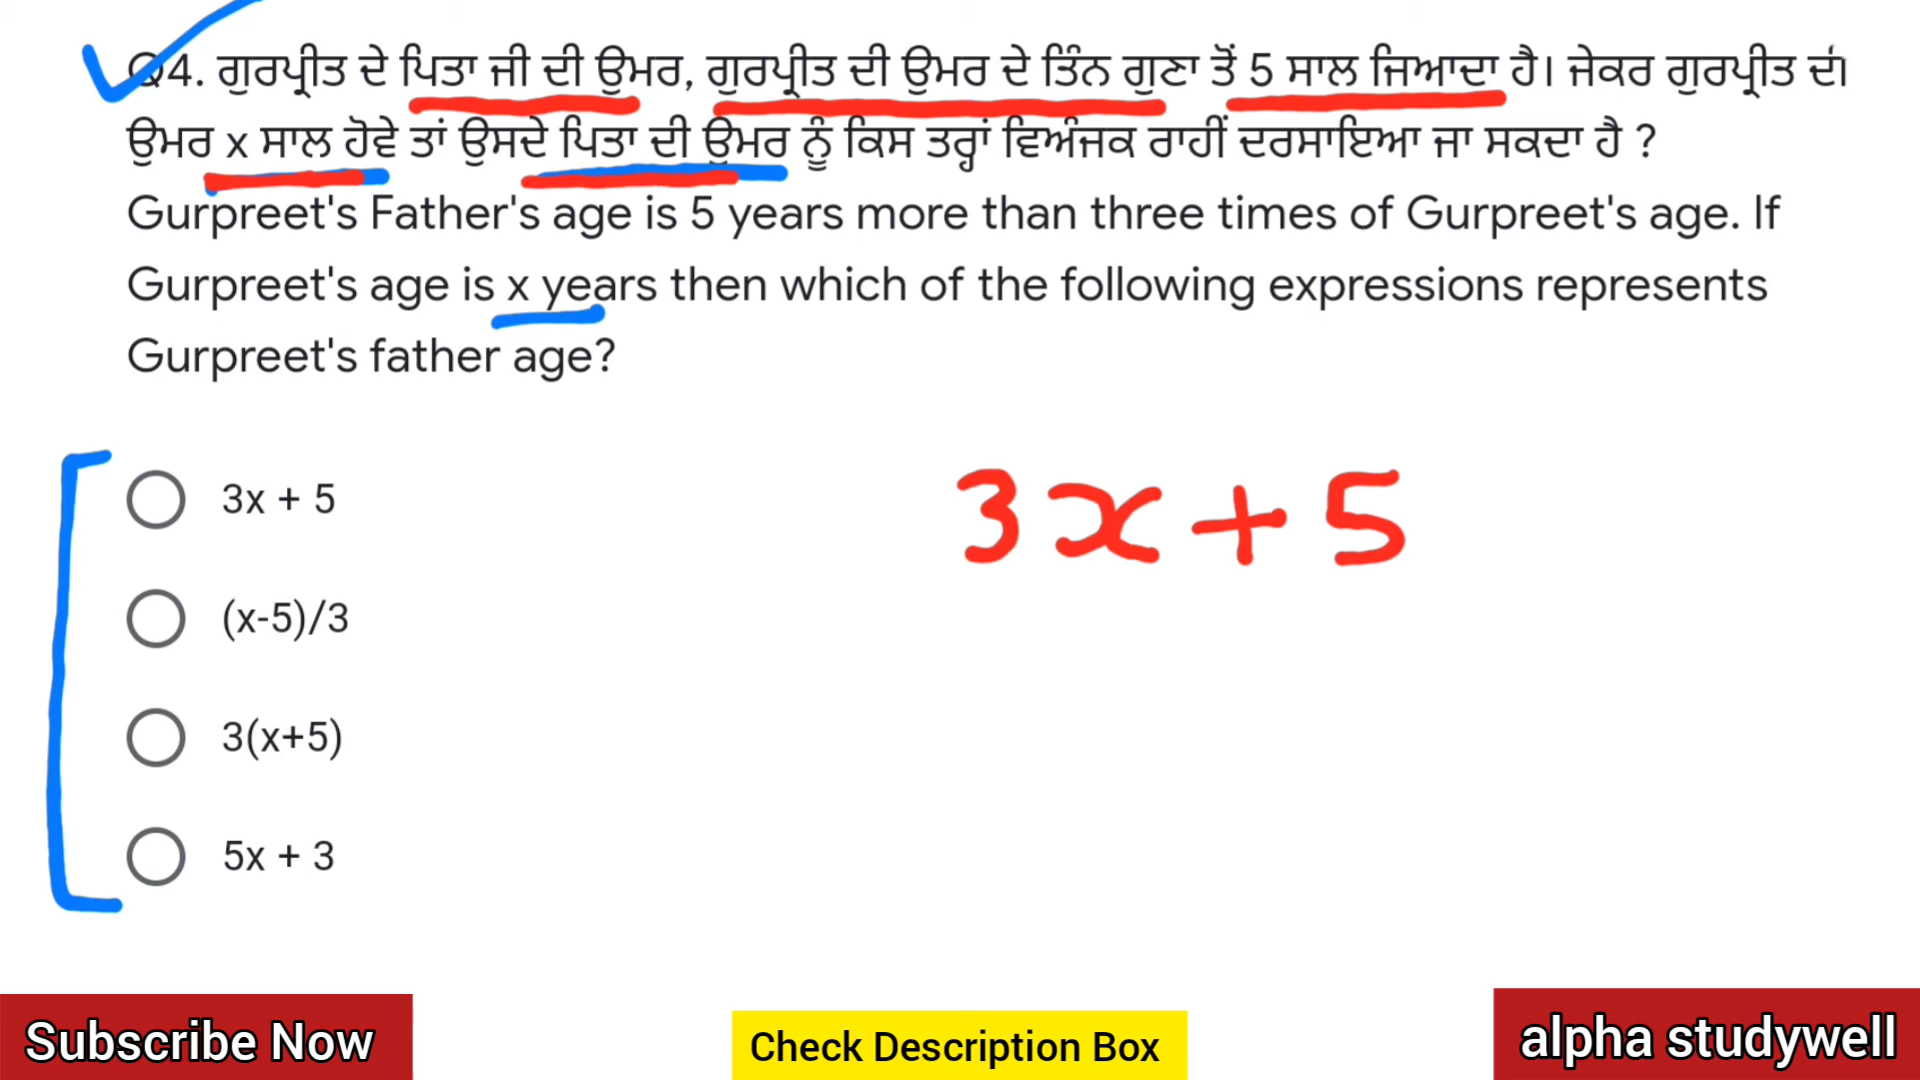 Q4. ਗੁਰਪ੍ਰੀਤ ਦੇ ਪਿਤਾ ਜੀ ਦੀ ਉਮਰ, ਗੁਰਪ੍ਰੀਤ ਦੀ ਉਮਰ ਦੇ ਤਿੰਨ ਗੁਣਾ ਤੋਂ 5 ਸਾਲ ਜਿਆਦਾ ਹੈ। ਜੇਕਰ ਗੁਰਪ੍ਰੀਤ ਦੀ
ਉਮਰ x ਸਾਲ ਹੋਵੇ ਤਾਂ ਉਸਦੇ ਪਿਤਾ ਦੀ ਉਮਰ ਨੂੰ ਕਿਸ ਤਰ੍ਹਾਂ ਵਿਅੰਜਕ ਰਾਹੀਂ ਦਰਸਾਇਆ ਜਾ ਸਕਦਾ ਹੈ ?
Gurpreet's Father's age is 5 years more than three times of Gurpreet's age. If
Gurpreet's age is x years then which of the following expressions represents
Gurpreet's father age?
3x + 5
3x+5
(x-5)/3
3(x+5)
5x + 3
Subscribe Now
Check Description Box
alpha studywell